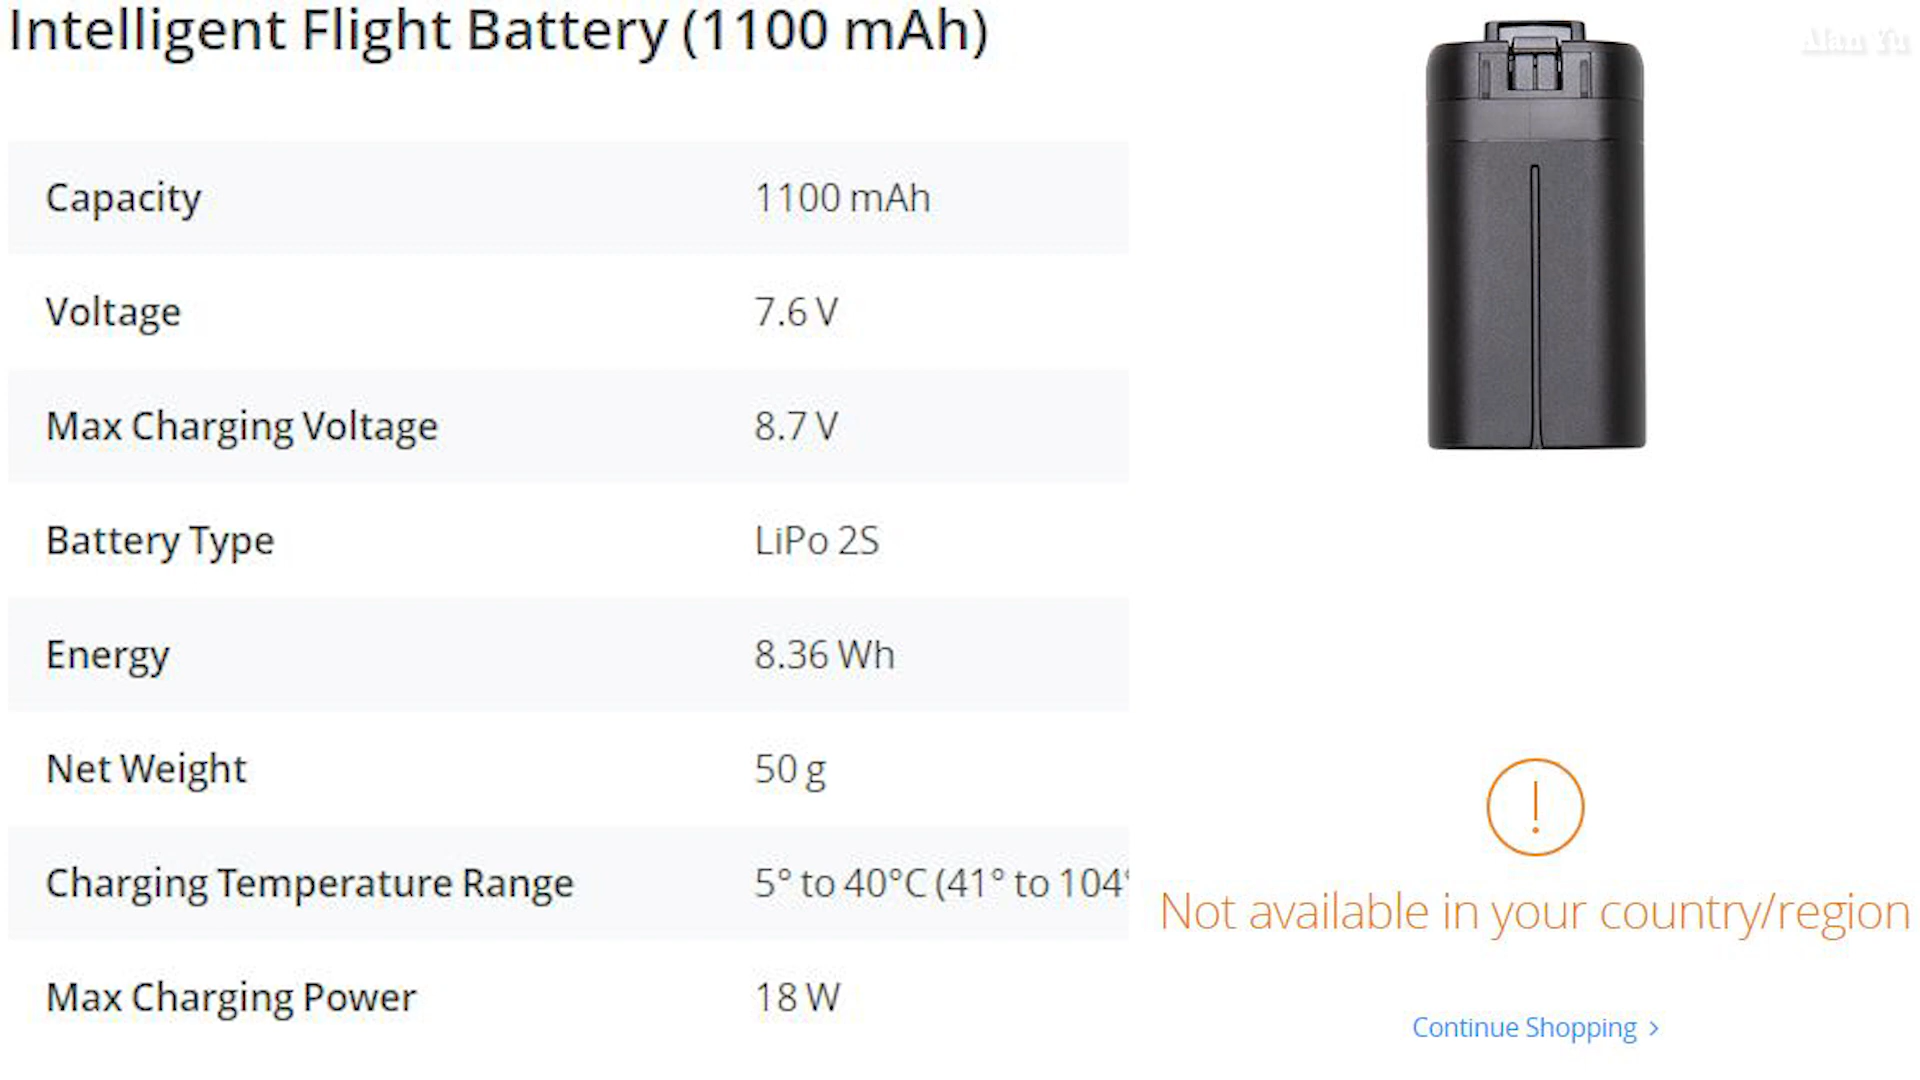 Intelligent Flight Battery (1100 mAh)
Alan Yu
Capacity 1100 mAh
Voltage 7.6 V
Max Charging Voltage 8.7 V
Battery Type LiPo 2S
Energy 8.36 Wh
Net Weight 50 g
Charging Temperature Range 5° to 40°C (41° to 104°
Max Charging Power 18 W
!
Not available in your country/region
Continue Shopping >